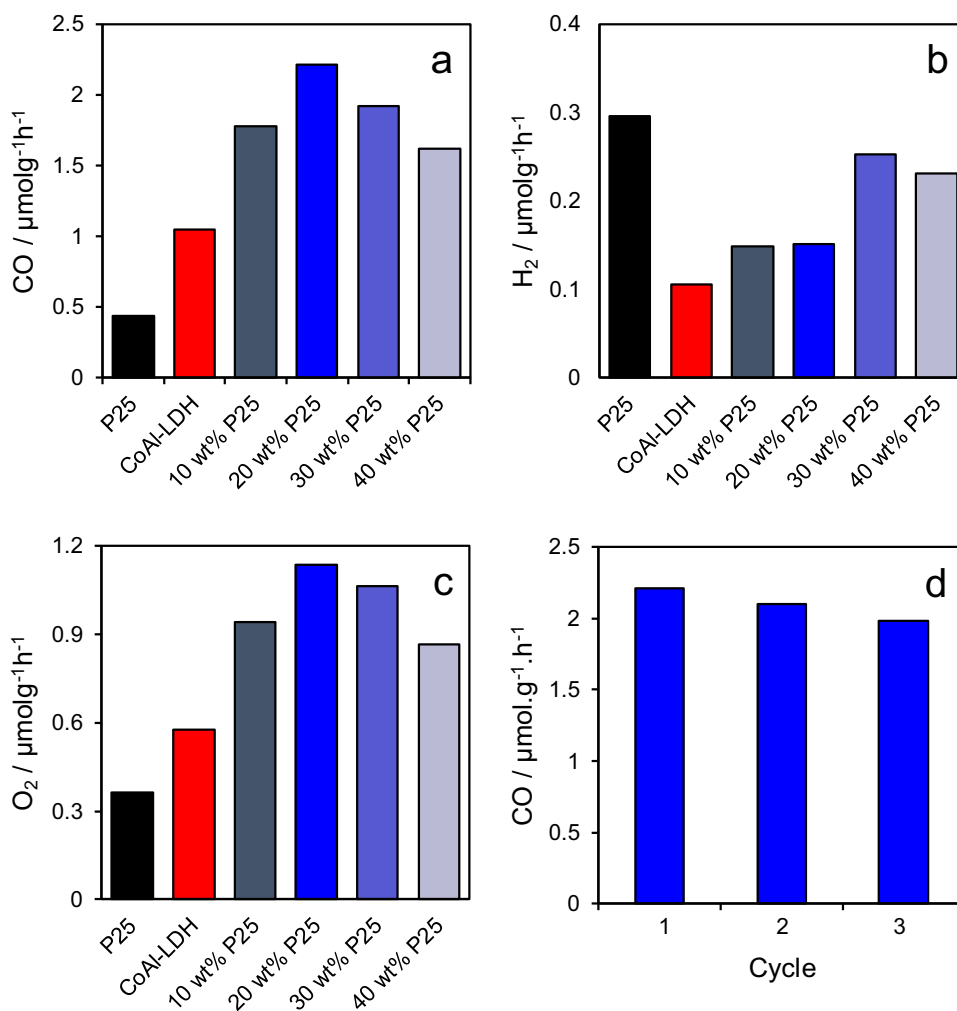 a
CO / µmolg⁻¹h⁻¹
2.5
2
1.5
1
0.5
0
P25
CoAl-LDH
10 wt% P25
20 wt% P25
30 wt% P25
40 wt% P25
b
H₂ / µmolg⁻¹h⁻¹
0.4
0.3
0.2
0.1
0
P25
CoAl-LDH
10 wt% P25
20 wt% P25
30 wt% P25
40 wt% P25
c
O₂ / µmolg⁻¹h⁻¹
1.2
0.9
0.6
0.3
0
P25
CoAl-LDH
10 wt% P25
20 wt% P25
30 wt% P25
40 wt% P25
d
CO / µmol.g⁻¹.h⁻¹
2.5
2
1.5
1
0.5
0
1 2 3
Cycle